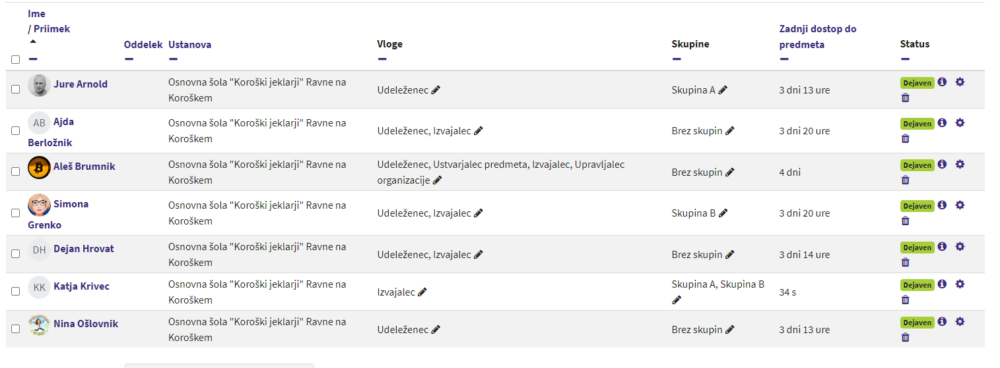 Ime
/ Priimek
Oddelek Ustanova Vloge Skupine Zadnji dostop do predmeta Status
Jure Arnold
Osnovna šola "Koroški jeklarji" Ravne na
Koroškem
Udeleženec
Skupina A
3 dni 13 ure
Dejaven
AB Ajda
Berložnik
Osnovna šola "Koroški jeklarji" Ravne na
Koroškem
Udeleženec, Izvajalec
Brez skupin
3 dni 20 ure
Dejaven
Aleš Brumnik
Osnovna šola "Koroški jeklarji" Ravne na
Koroškem
Udeleženec, Ustvarjalec predmeta, Izvajalec, Upravljalec
organizacije
Brez skupin
4 dni
Dejaven
Simona
Grenko
Osnovna šola "Koroški jeklarji" Ravne na
Koroškem
Udeleženec, Izvajalec
Skupina B
3 dni 20 ure
Dejaven
DH Dejan Hrovat
Osnovna šola "Koroški jeklarji" Ravne na
Koroškem
Udeleženec, Izvajalec
Brez skupin
3 dni 14 ure
Dejaven
KK Katja Krivec
Osnovna šola "Koroški jeklarji" Ravne na
Koroškem
Izvajalec
Skupina A, Skupina B
34 s
Dejaven
Nina Ošlovnik
Osnovna šola "Koroški jeklarji" Ravne na
Koroškem
Udeleženec
Brez skupin
3 dni 13 ure
Dejaven